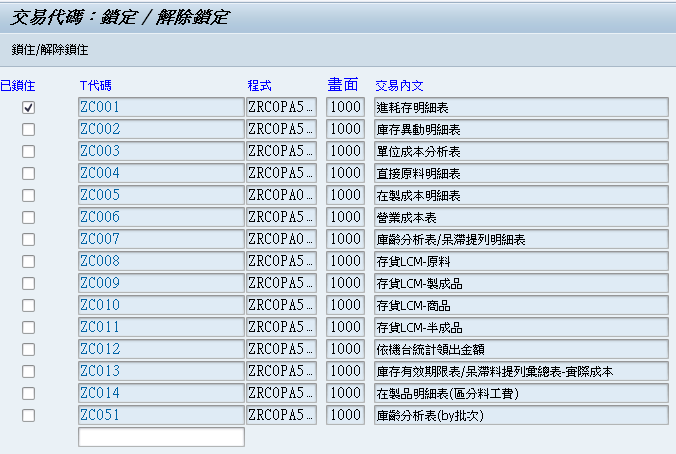 交易代碼：鎖定 / 解除鎖定
鎖住/解除鎖住
已鎖住 T代碼 程式 畫面 交易內文
ZC001 ZRCOPA5… 1000 進耗存明細表
ZC002 ZRCOPA5… 1000 庫存異動明細表
ZC003 ZRCOPA5… 1000 單位成本分析表
ZC004 ZRCOPA5… 1000 直接原料明細表
ZC005 ZRCOPA0… 1000 在製成本明細表
ZC006 ZRCOPA5… 1000 營業成本表
ZC007 ZRCOPA0… 1000 庫齡分析表/呆滯提列明細表
ZC008 ZRCOPA5… 1000 存貨LCM-原料
ZC009 ZRCOPA5… 1000 存貨LCM-製成品
ZC010 ZRCOPA5… 1000 存貨LCM-商品
ZC011 ZRCOPA5… 1000 存貨LCM-半成品
ZC012 ZRCOPA5… 1000 依機台統計領出金額
ZC013 ZRCOPA5… 1000 庫存有效期限表/呆滯料提列彙總表-實際成本
ZC014 ZRCOPA5… 1000 在製品明細表(區分料工費)
ZC051 ZRCOPA5… 1000 庫齡分析表(by批次)